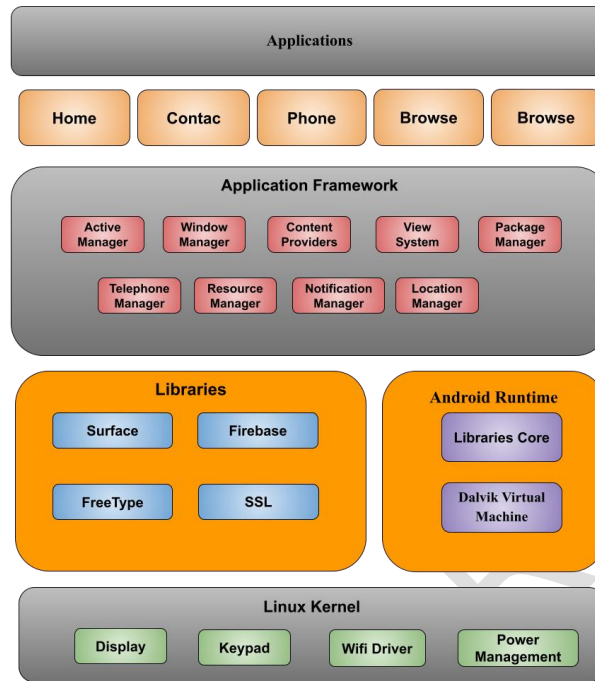 Applications
Home
Contac
Phone
Browse
Browse
Application Framework
Active
Manager
Window
Manager
Content
Providers
View
System
Package
Manager
Telephone
Manager
Resource
Manager
Notification
Manager
Location
Manager
Libraries
Surface
Firebase
FreeType
SSL
Android Runtime
Libraries Core
Dalvik Virtual
Machine
Linux Kernel
Display
Keypad
Wifi Driver
Power
Management